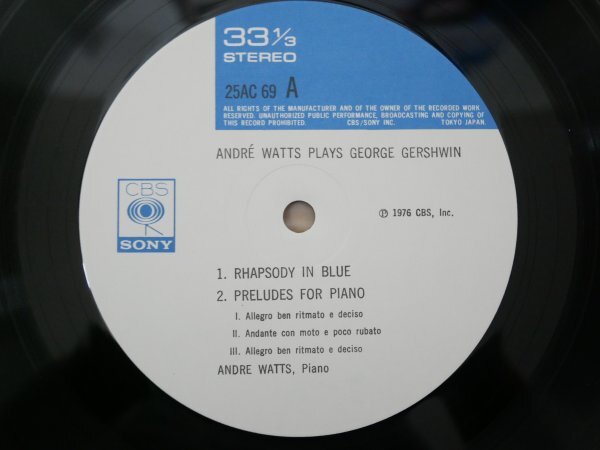 33 1/3
STEREO
25AC 69 A
ALL RIGHTS OF THE MANUFACTURER AND OF THE OWNER OF THE RECORDED WORK
RESERVED. UNAUTHORIZED PUBLIC PERFORMANCE, BROADCASTING AND COPYING OF
THIS RECORD PROHIBITED. CBS/SONY INC. TOKYO JAPAN.
ANDRÉ WATTS PLAYS GEORGE GERSHWIN
CBS
SONY
℗ 1976 CBS, Inc.
1. RHAPSODY IN BLUE
2. PRELUDES FOR PIANO
I. Allegro ben ritmato e deciso
II. Andante con moto e poco rubato
III. Allegro ben ritmato e deciso
ANDRE WATTS, Piano